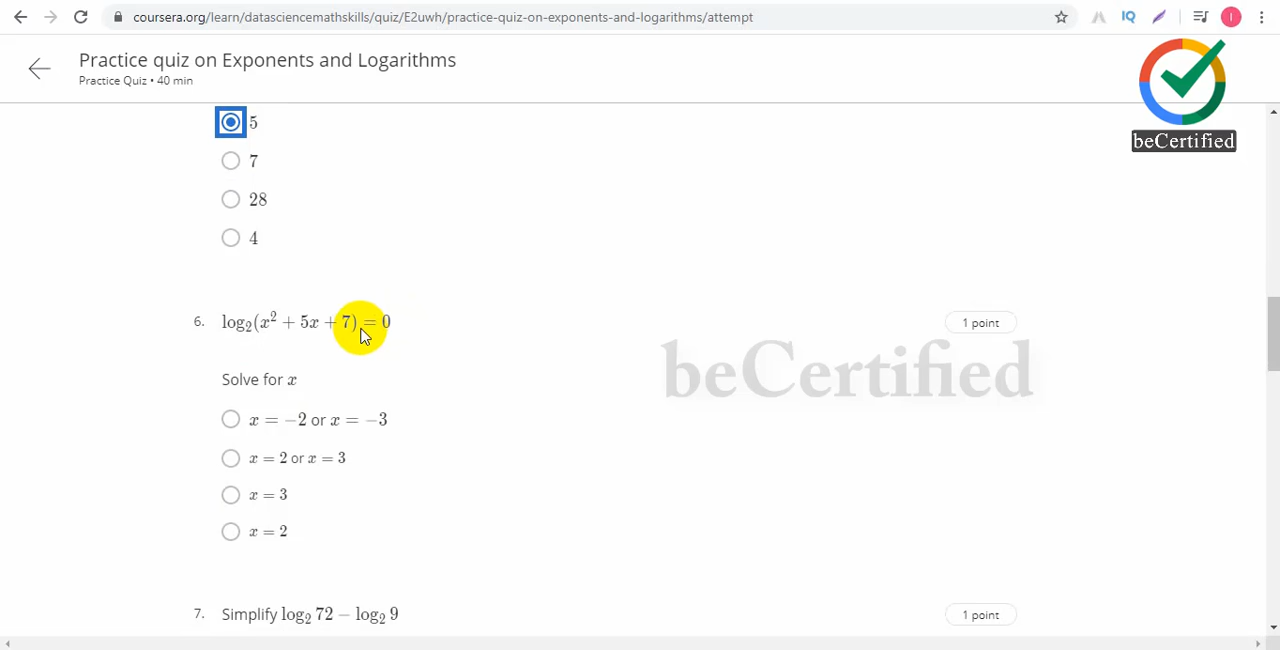 coursera.org/learn/datasciencemathskills/quiz/E2uwh/practice-quiz-on-exponents-and-logarithms/attempt
IQ
I
Practice quiz on Exponents and Logarithms
Practice Quiz • 40 min
beCertified
5
7
28
4
6. log₂(x² + 5x + 7) = 0
1 point
beCertified
Solve for x
x = −2 or x = −3
x = 2 or x = 3
x = 3
x = 2
7. Simplify log₂ 72 − log₂ 9
1 point